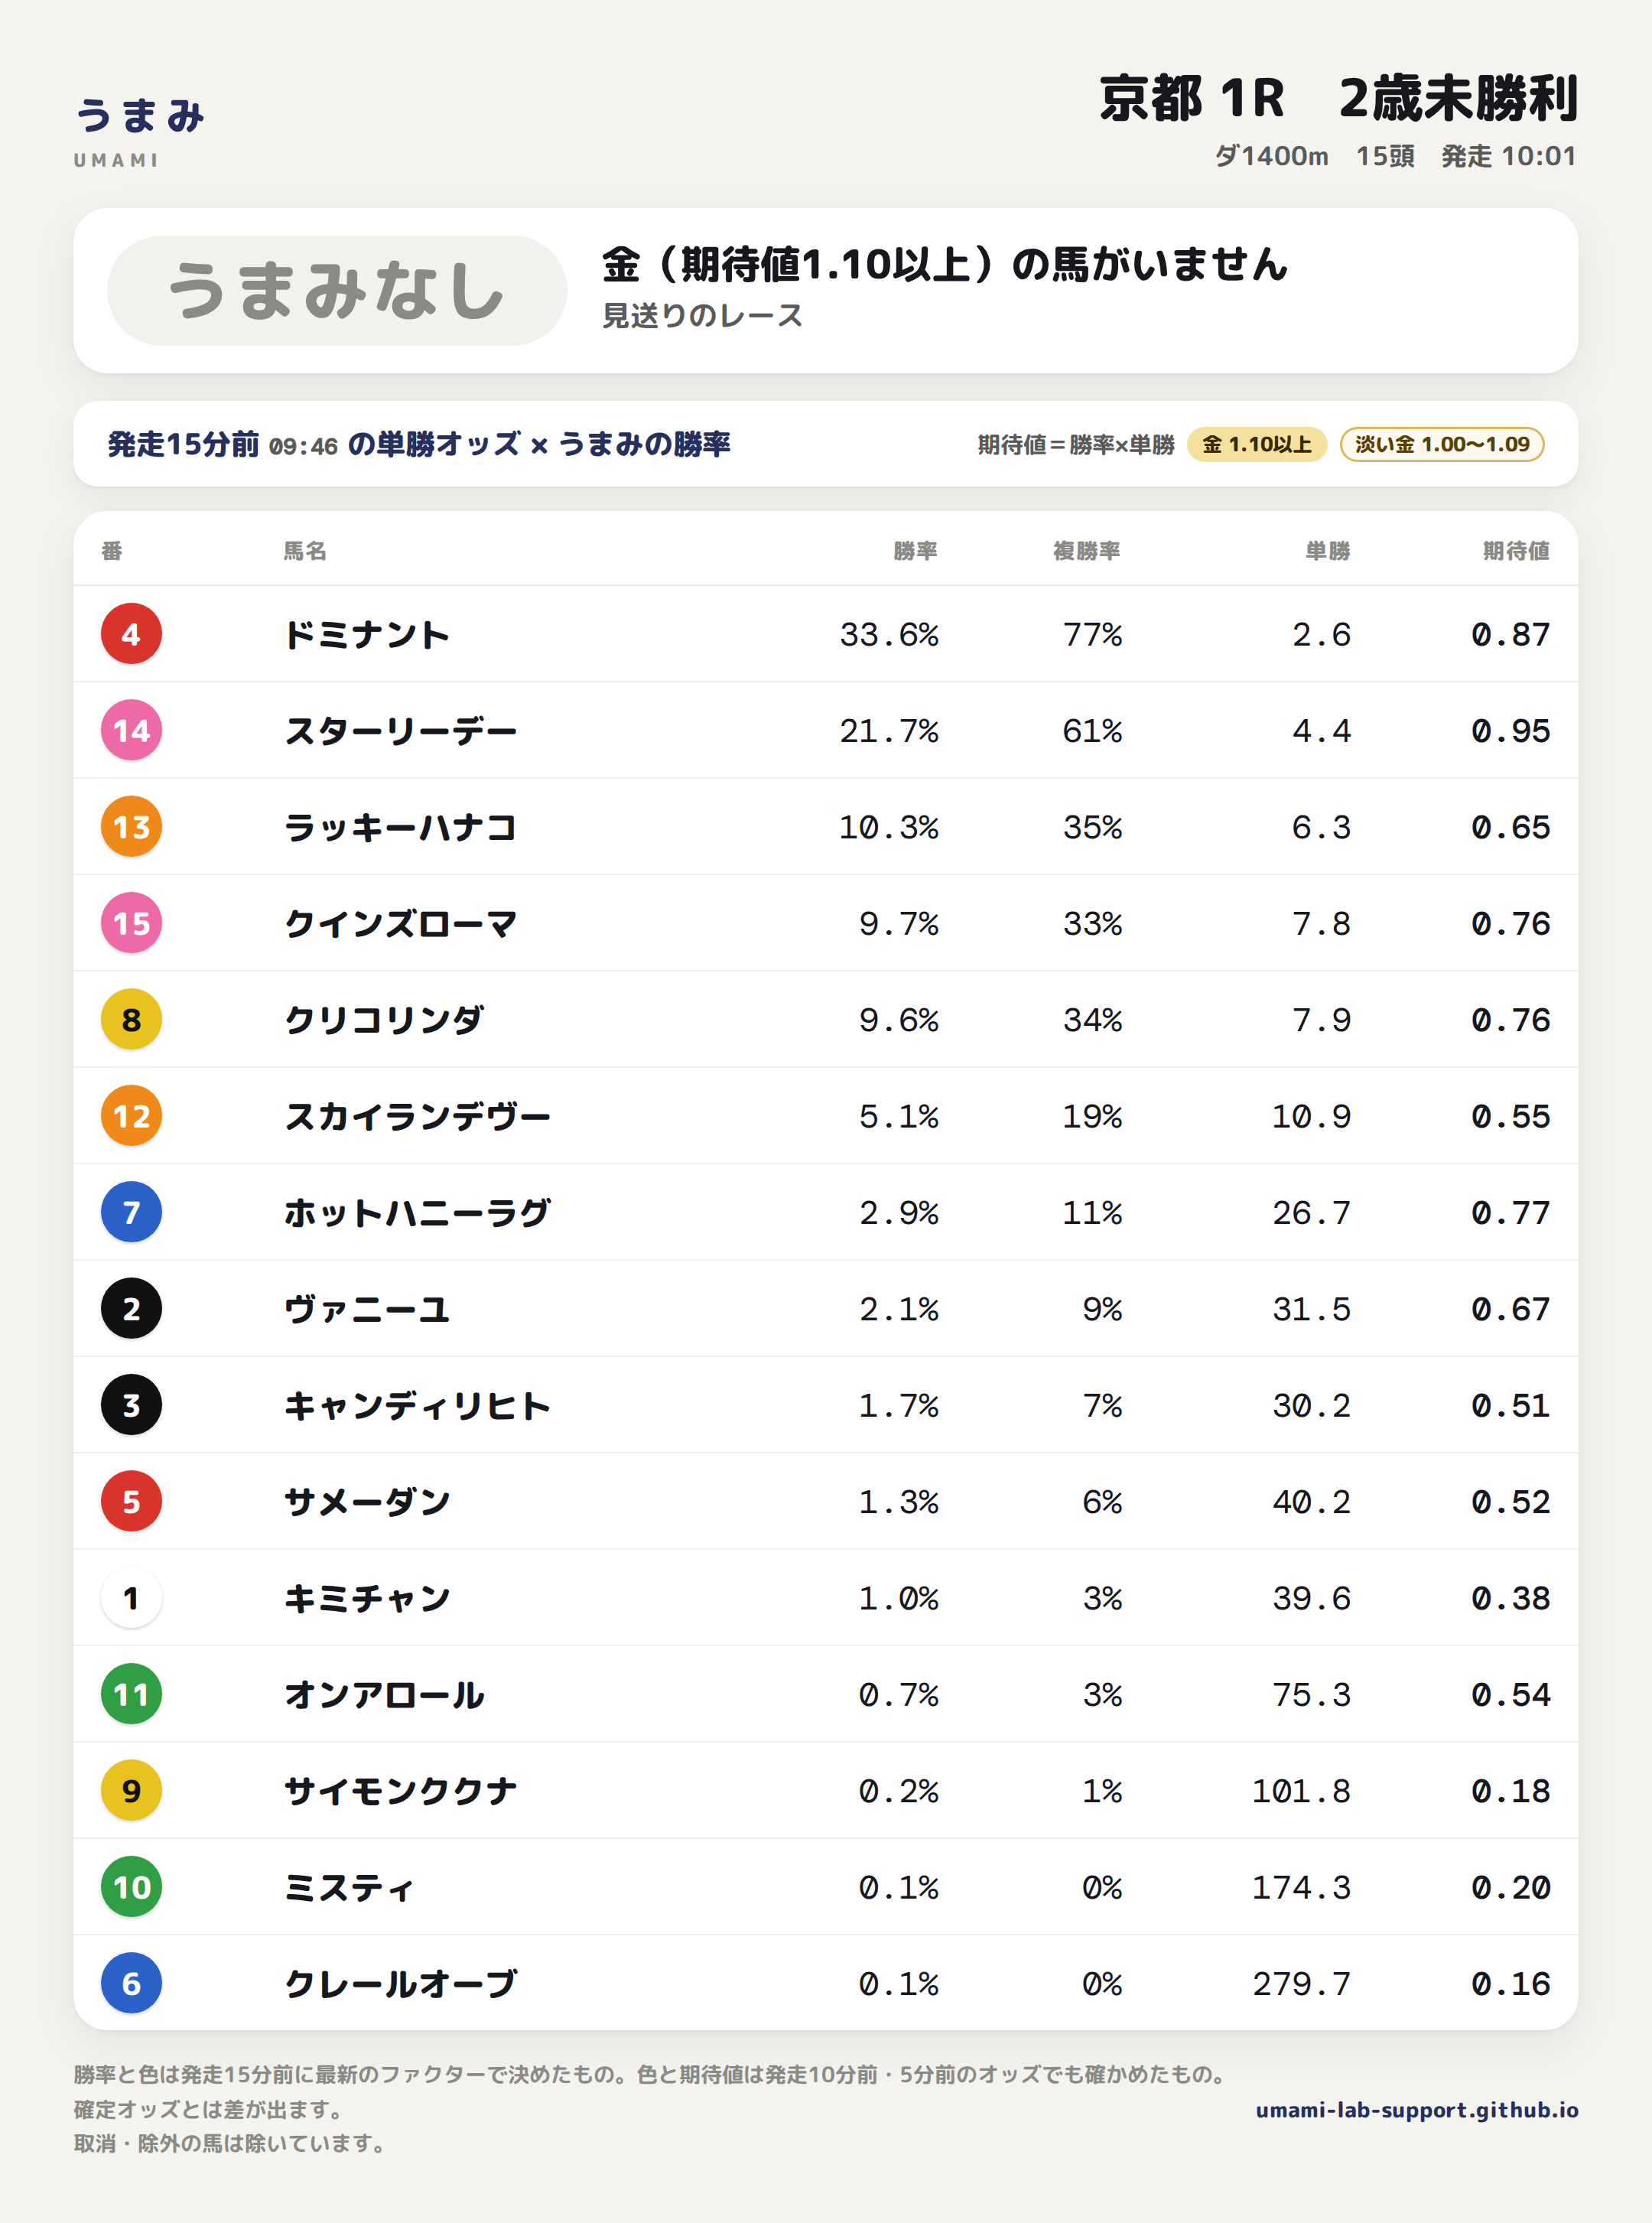 うまみ
UMAMI
京都 1R　2歳未勝利
ダ1400m　15頭　発走 10:01
うまみなし
金（期待値1.10以上）の馬がいません
見送りのレース
発走15分前 09:46 の単勝オッズ × うまみの勝率
期待値＝勝率×単勝 金 1.10以上 淡い金 1.00〜1.09
番 馬名 勝率 複勝率 単勝 期待値
4 ドミナント 33.6% 77% 2.6 0.87
14 スターリーデー 21.7% 61% 4.4 0.95
13 ラッキーハナコ 10.3% 35% 6.3 0.65
15 クインズローマ 9.7% 33% 7.8 0.76
8 クリコリンダ 9.6% 34% 7.9 0.76
12 スカイランデヴー 5.1% 19% 10.9 0.55
7 ホットハニーラグ 2.9% 11% 26.7 0.77
2 ヴァニーユ 2.1% 9% 31.5 0.67
3 キャンディリヒト 1.7% 7% 30.2 0.51
5 サメーダン 1.3% 6% 40.2 0.52
1 キミチャン 1.0% 3% 39.6 0.38
11 オンアロール 0.7% 3% 75.3 0.54
9 サイモンククナ 0.2% 1% 101.8 0.18
10 ミスティ 0.1% 0% 174.3 0.20
6 クレールオーブ 0.1% 0% 279.7 0.16
勝率と色は発走15分前に最新のファクターで決めたもの。色と期待値は発走10分前・5分前のオッズでも確かめたもの。
確定オッズとは差が出ます。
取消・除外の馬は除いています。
umami-lab-support.github.io